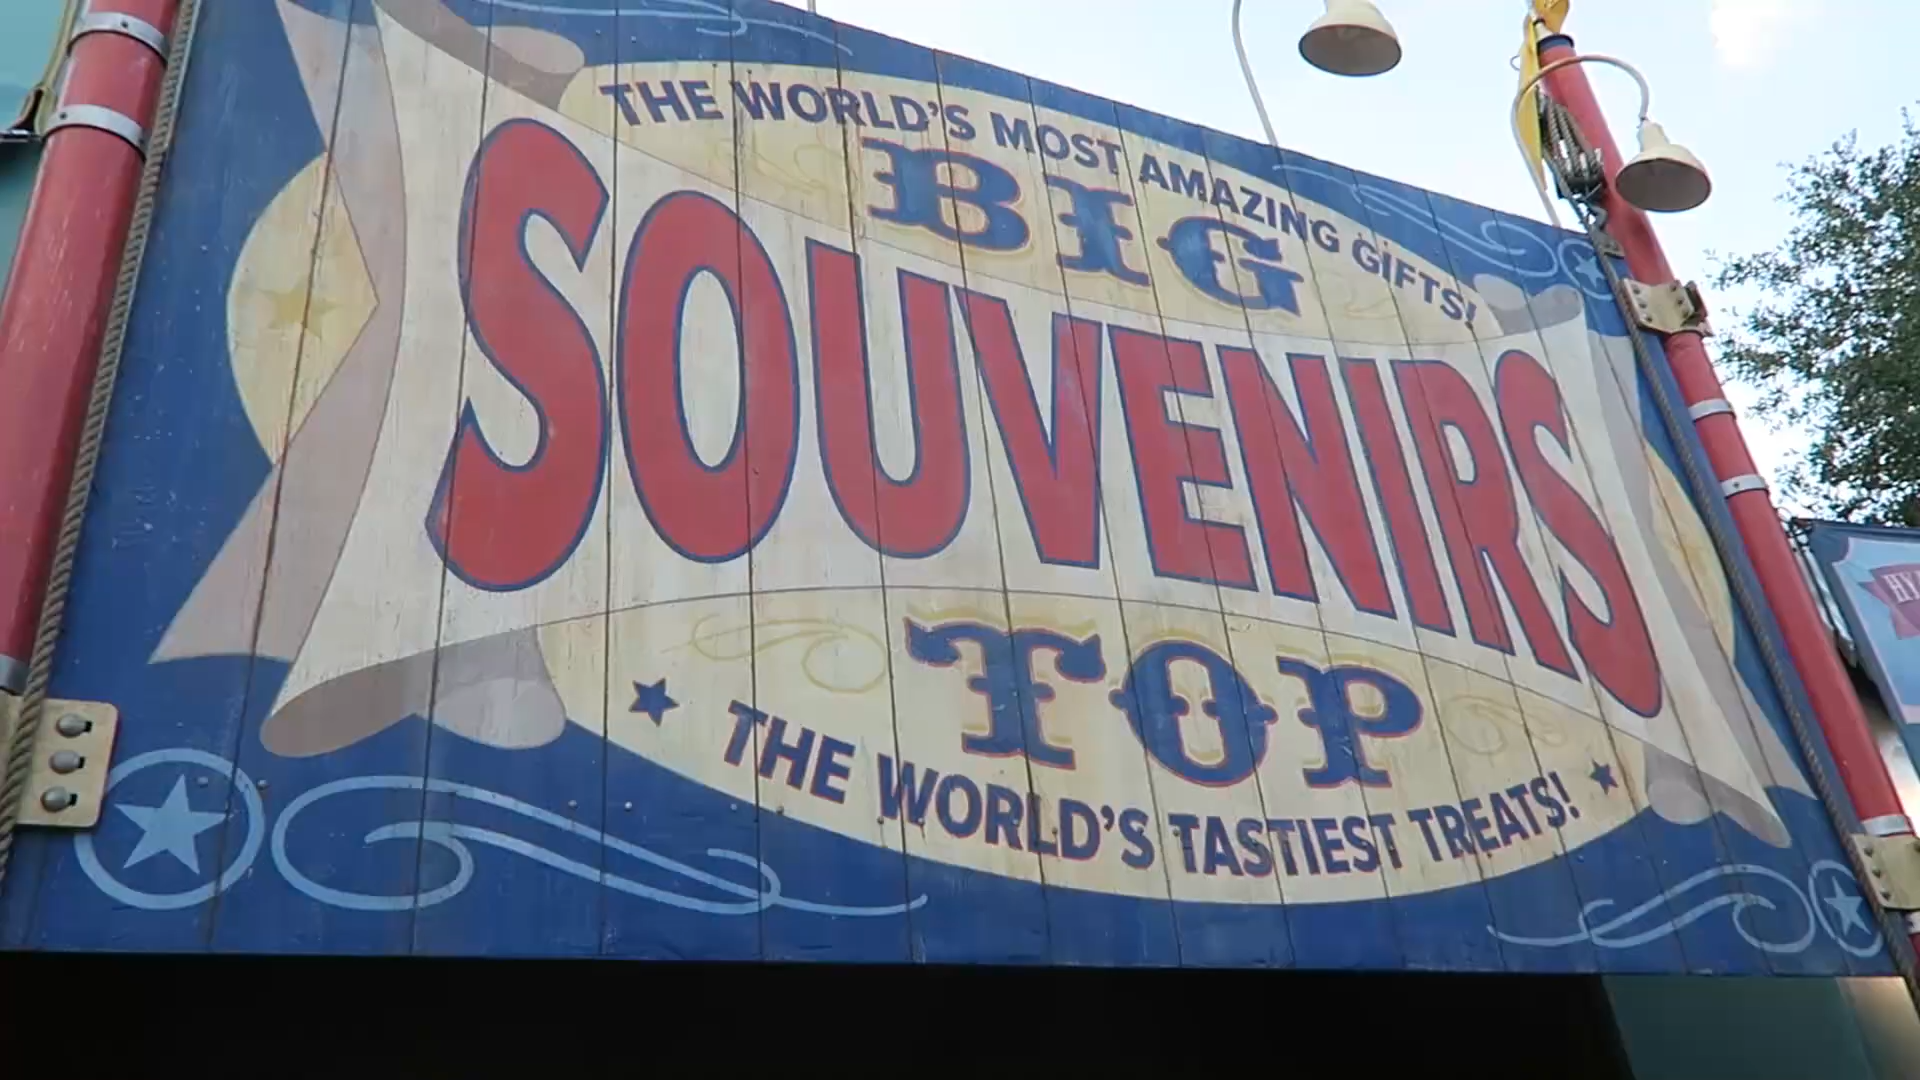 THE WORLD'S MOST AMAZING GIFTS!
BIG
SOUVENIRS
TOP
THE WORLD'S TASTIEST TREATS!